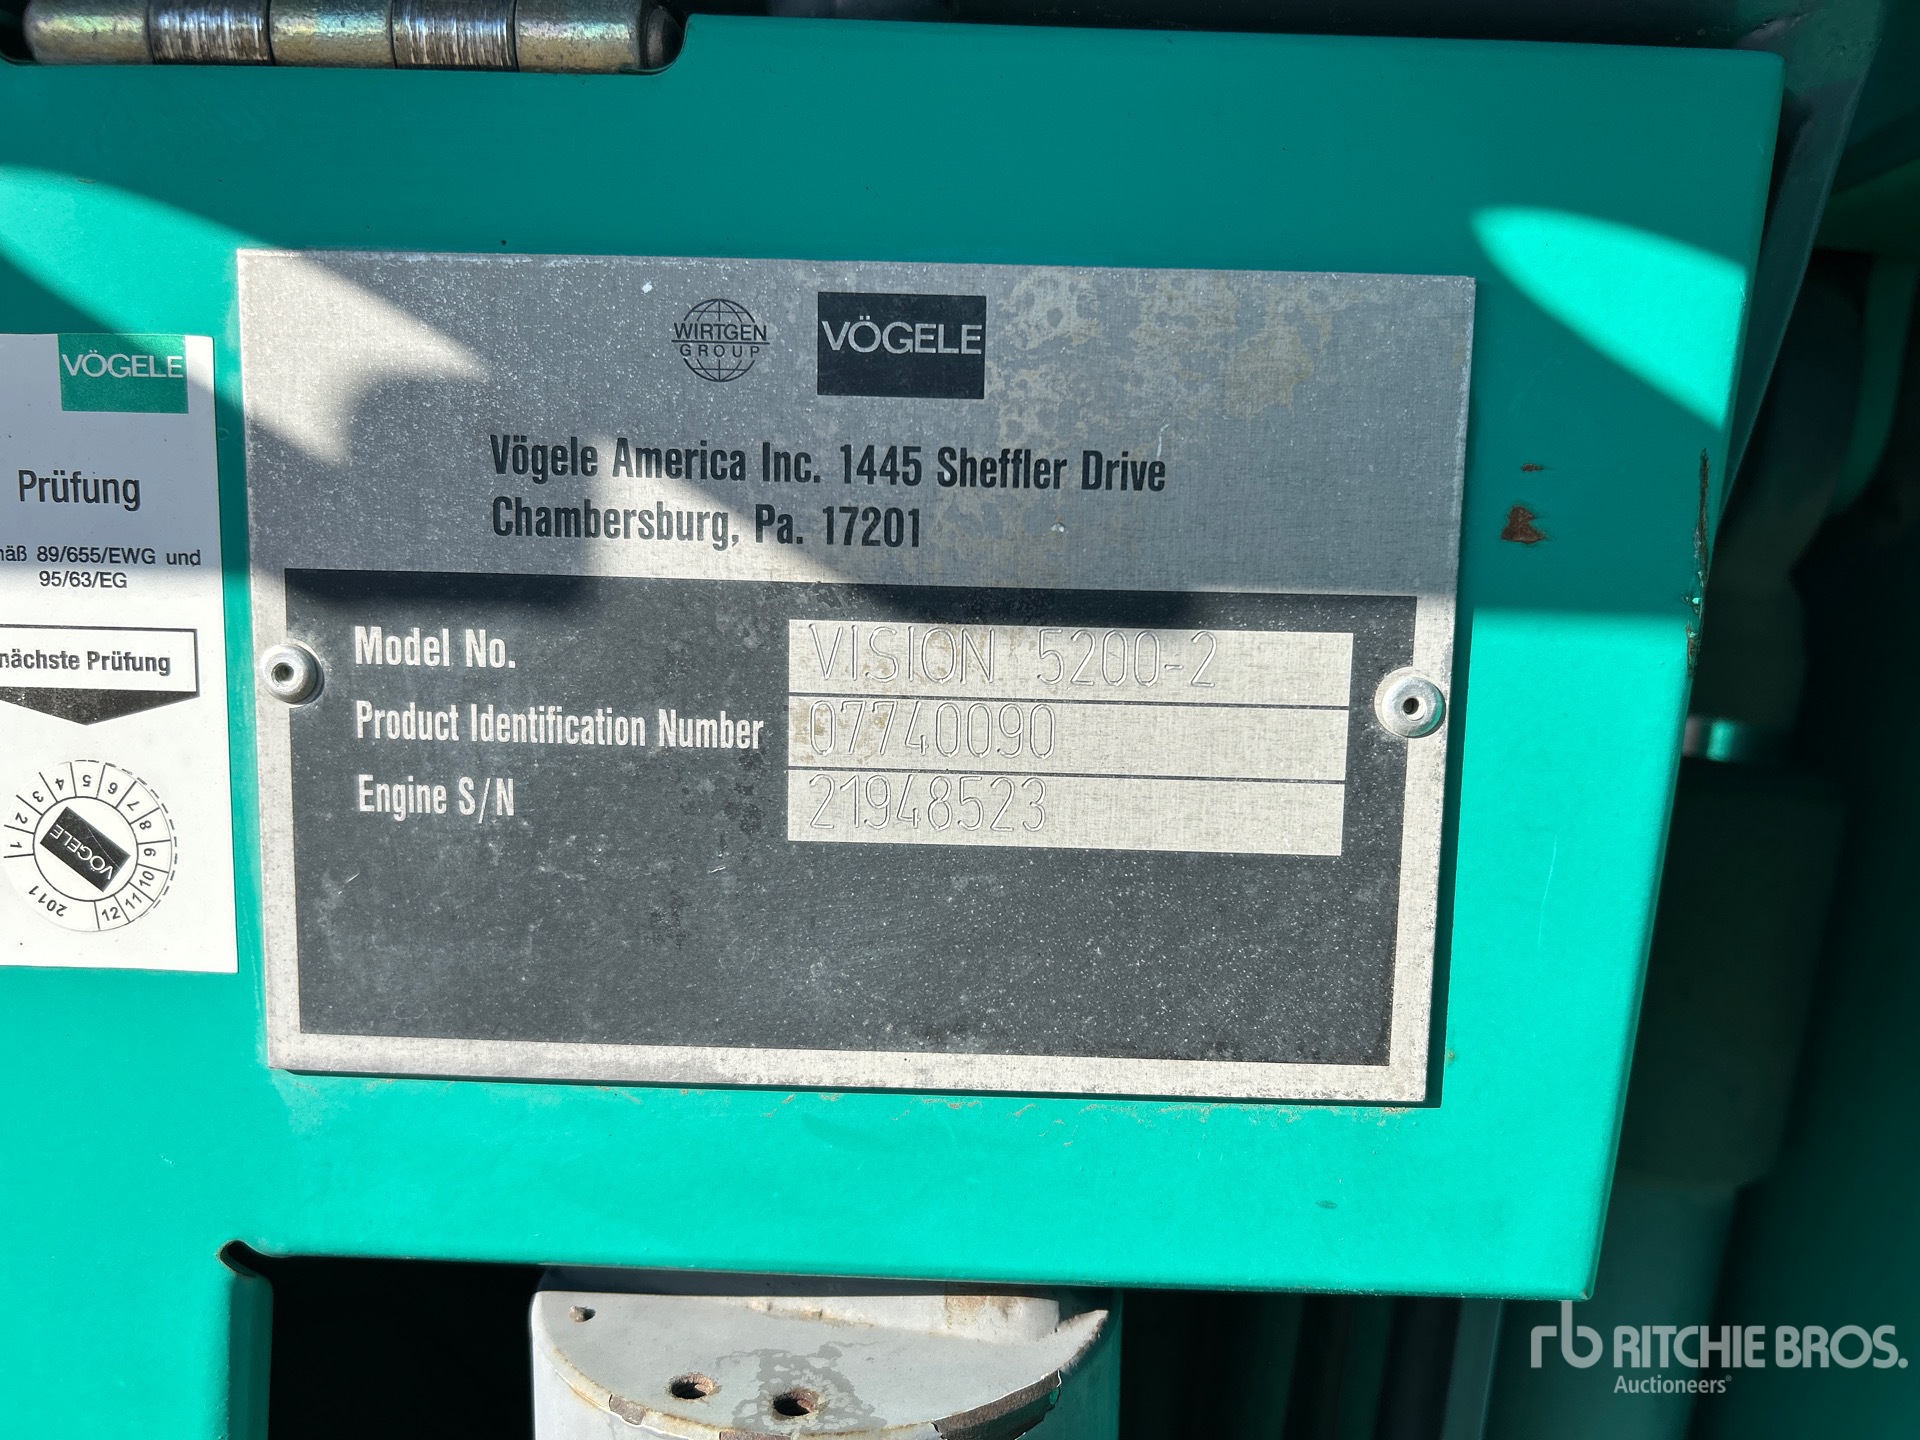 WIRTGEN
GROUP
VÖGELE
Vögele America Inc. 1445 Sheffler Drive
Chambersburg, Pa. 17201
Model No. VISION 5200-2
Product Identification Number 07740090
Engine S/N 21948523
VÖGELE
Prüfung
89/655/EWG und
95/63/EG
nächste Prüfung
1 2 3 4 5 6 7 8 9 10 11 12
VÖGELE
2011
rb RITCHIE BROS.
Auctioneers